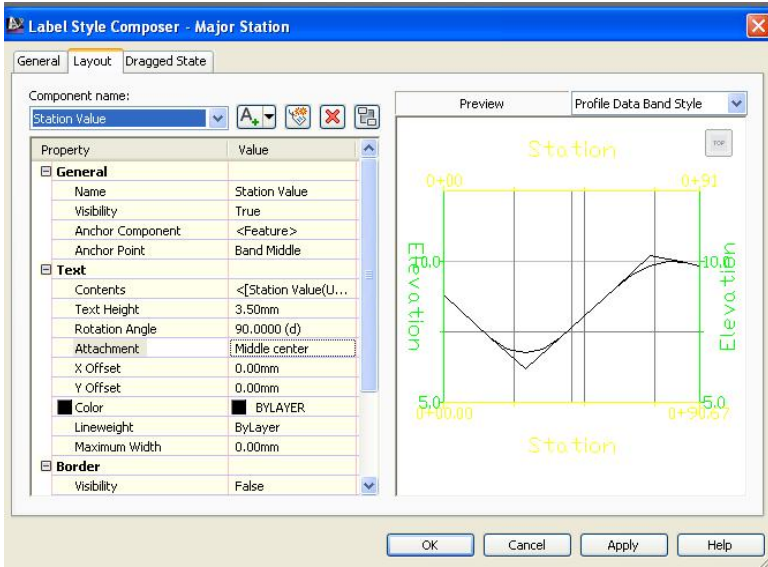 Label Style Composer - Major Station
General Layout Dragged State
Component name:
Station Value
Preview Profile Data Band Style
Property Value
General
Name Station Value
Visibility True
Anchor Component <Feature>
Anchor Point Band Middle
Text
Contents <[Station Value(U...
Text Height 3.50mm
Rotation Angle 90.0000 (d)
Attachment Middle center
X Offset 0.00mm
Y Offset 0.00mm
Color BYLAYER
Lineweight ByLayer
Maximum Width 0.00mm
Border
Visibility False
TOP
Station
0+00 0+91
Elevation
10.0 10.0
Elevation
5.0 5.0
0+00.00 0+90.67
Station
OK Cancel Apply Help